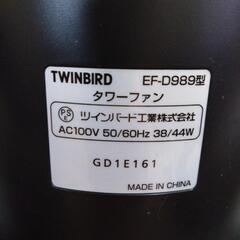 TWINBIRD EF-D989型
タワーファン
PS E ツインバード工業株式会社
AC100V 50/60Hz 38/44W
GD1E161
MADE IN CHINA